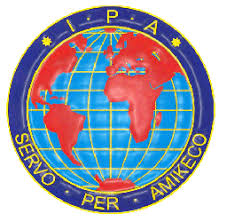 I · P · A
SERVO · PER · AMIKECO